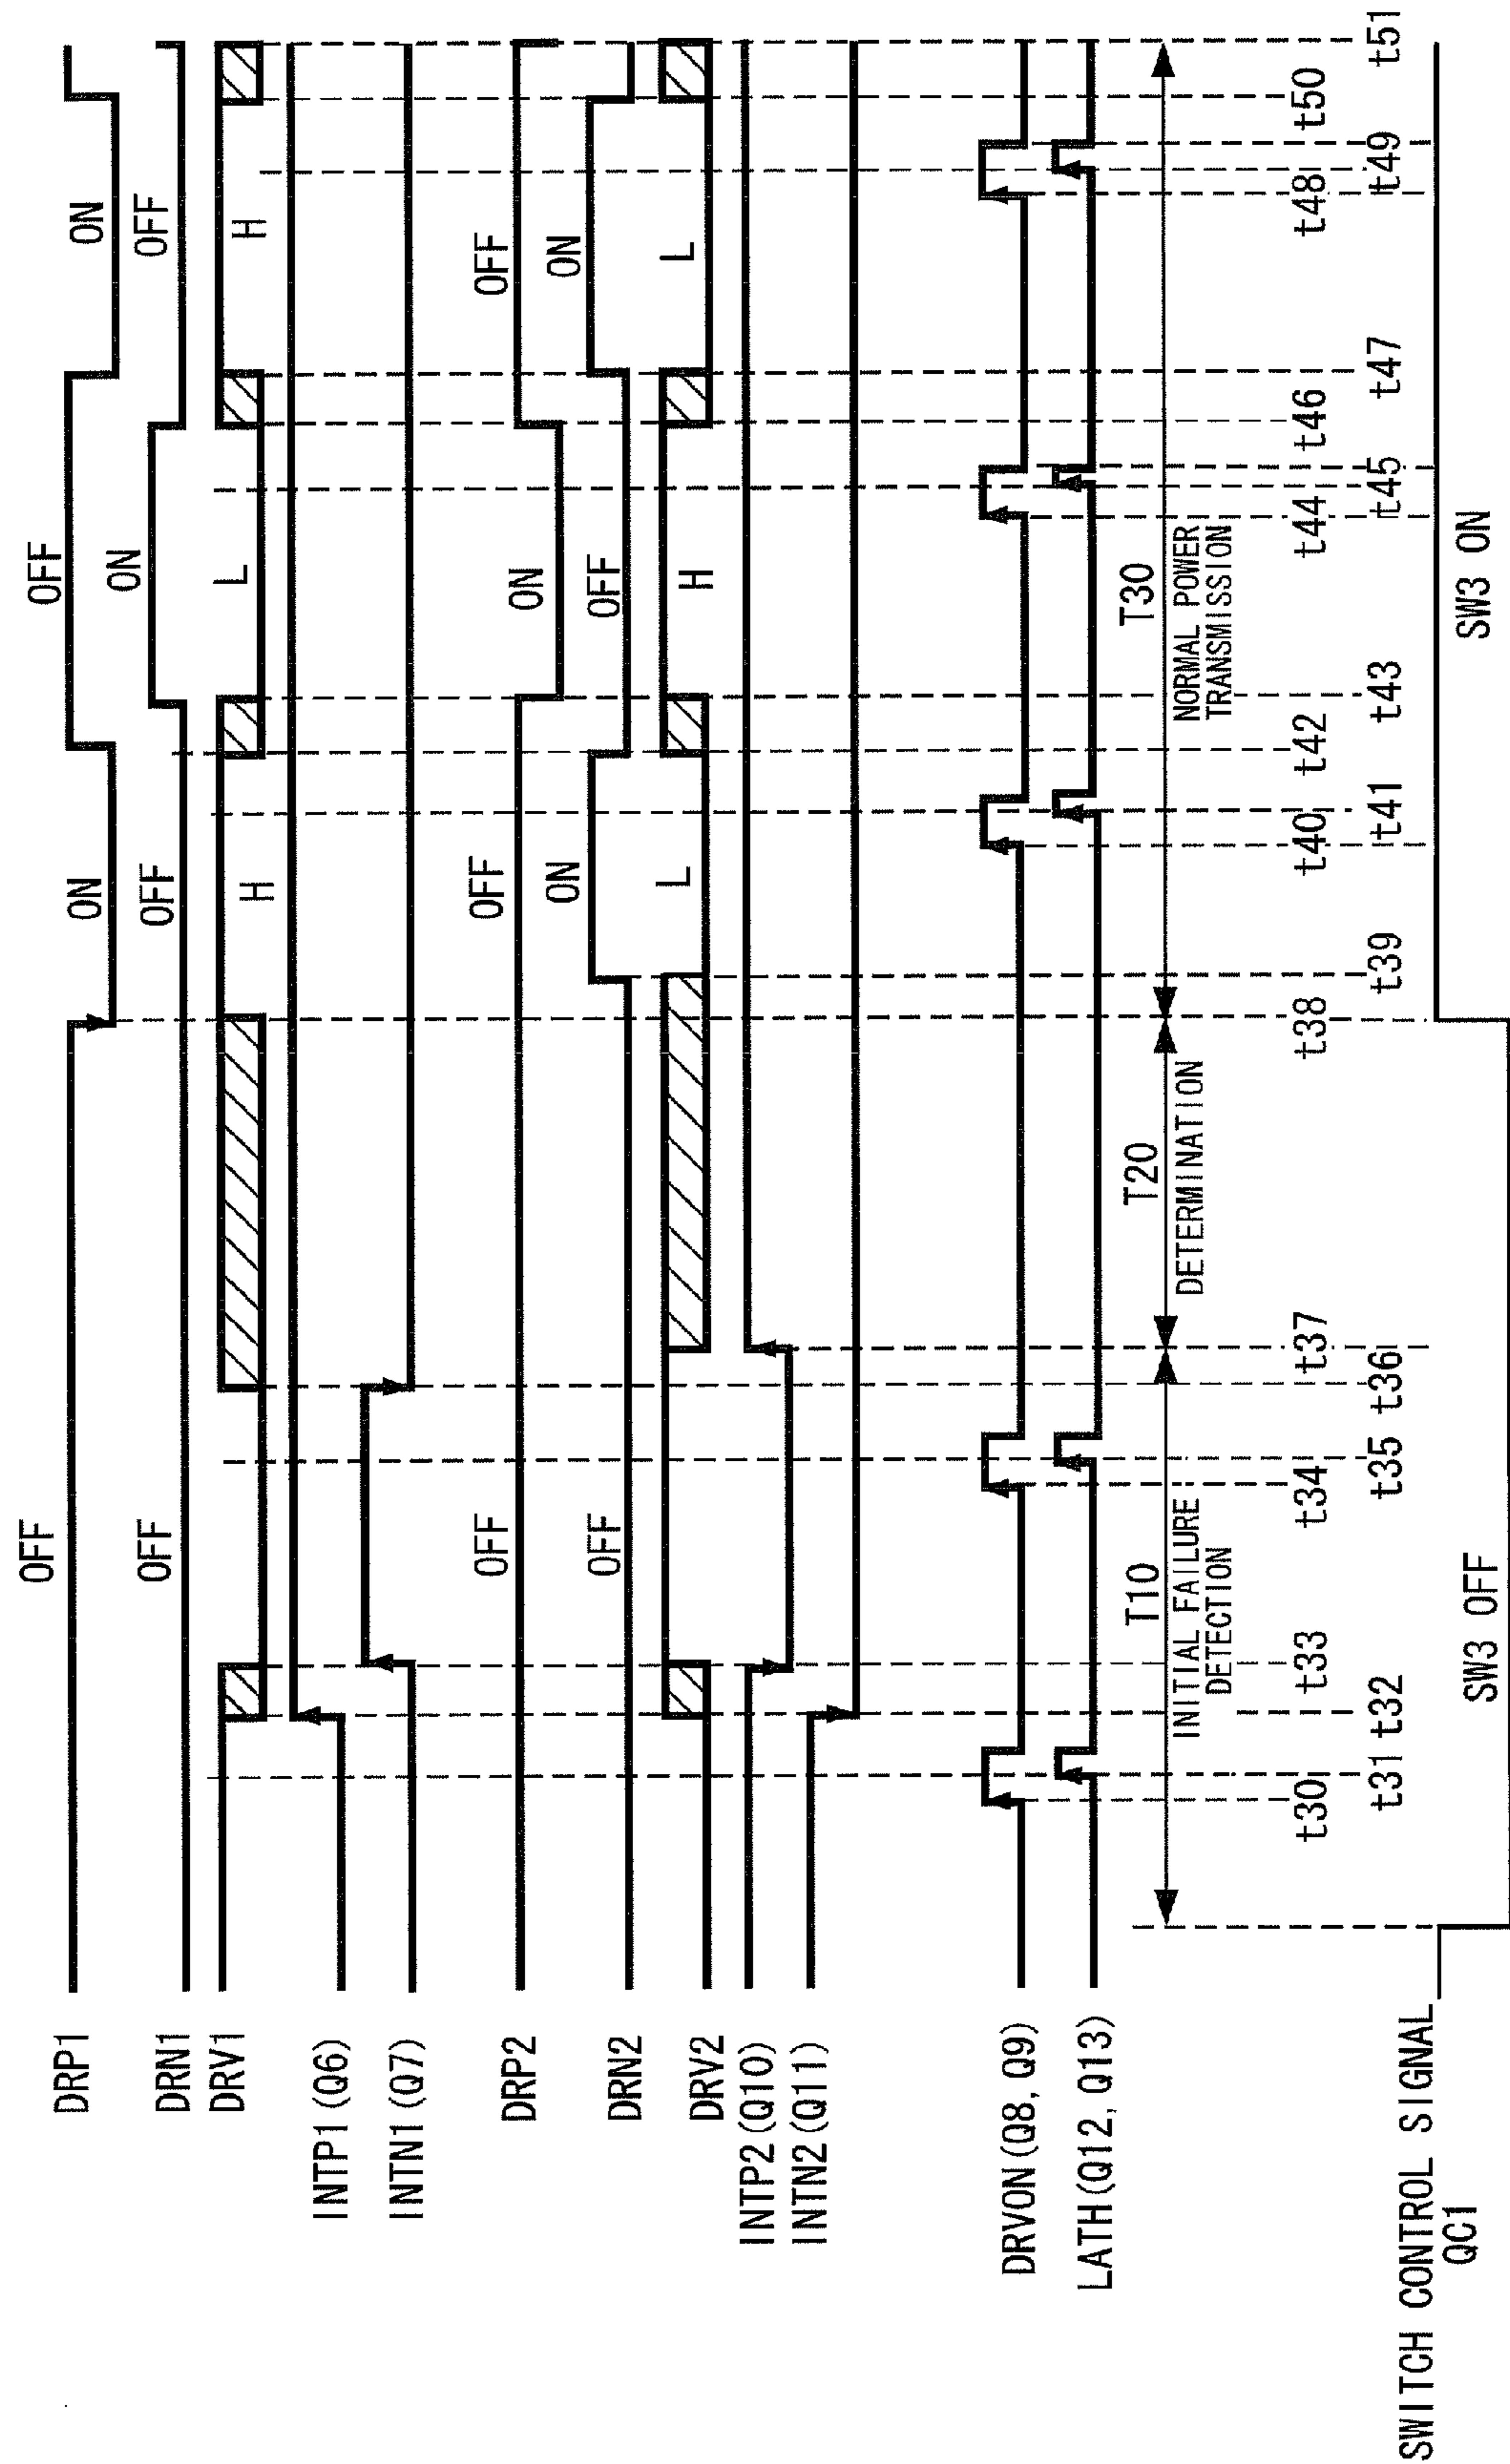 DRP1
OFF
ON
OFF
ON
DRN1
OFF
OFF
ON
OFF
DRV1
H
L
H
INTP1(Q6)
INTN1(Q7)
DRP2
OFF
OFF
ON
OFF
DRN2
OFF
ON
OFF
ON
DRV2
L
H
L
INTP2(Q10)
INTN2(Q11)
DRVON(Q8, Q9)
LATH(Q12, Q13)
T10
INITIAL FAILURE
DETECTION
T20
DETERMINATION
T30
NORMAL POWER
TRANSMISSION
t30
t33
t34
t37
t38
t40
t42
t44
t46
t48
t50
t31
t32
t35
t36
t39
t41
t43
t45
t47
t49
t51
SWITCH CONTROL SIGNAL
QC1
SW3 OFF
SW3 ON